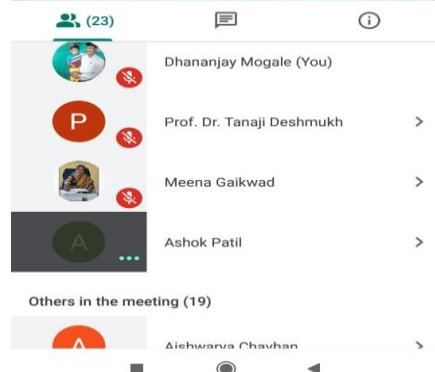 (23)
Dhananjay Mogale (You)
P
Prof. Dr. Tanaji Deshmukh
Meena Gaikwad
A
Ashok Patil
Others in the meeting (19)
A
Aishwarya Chavhan